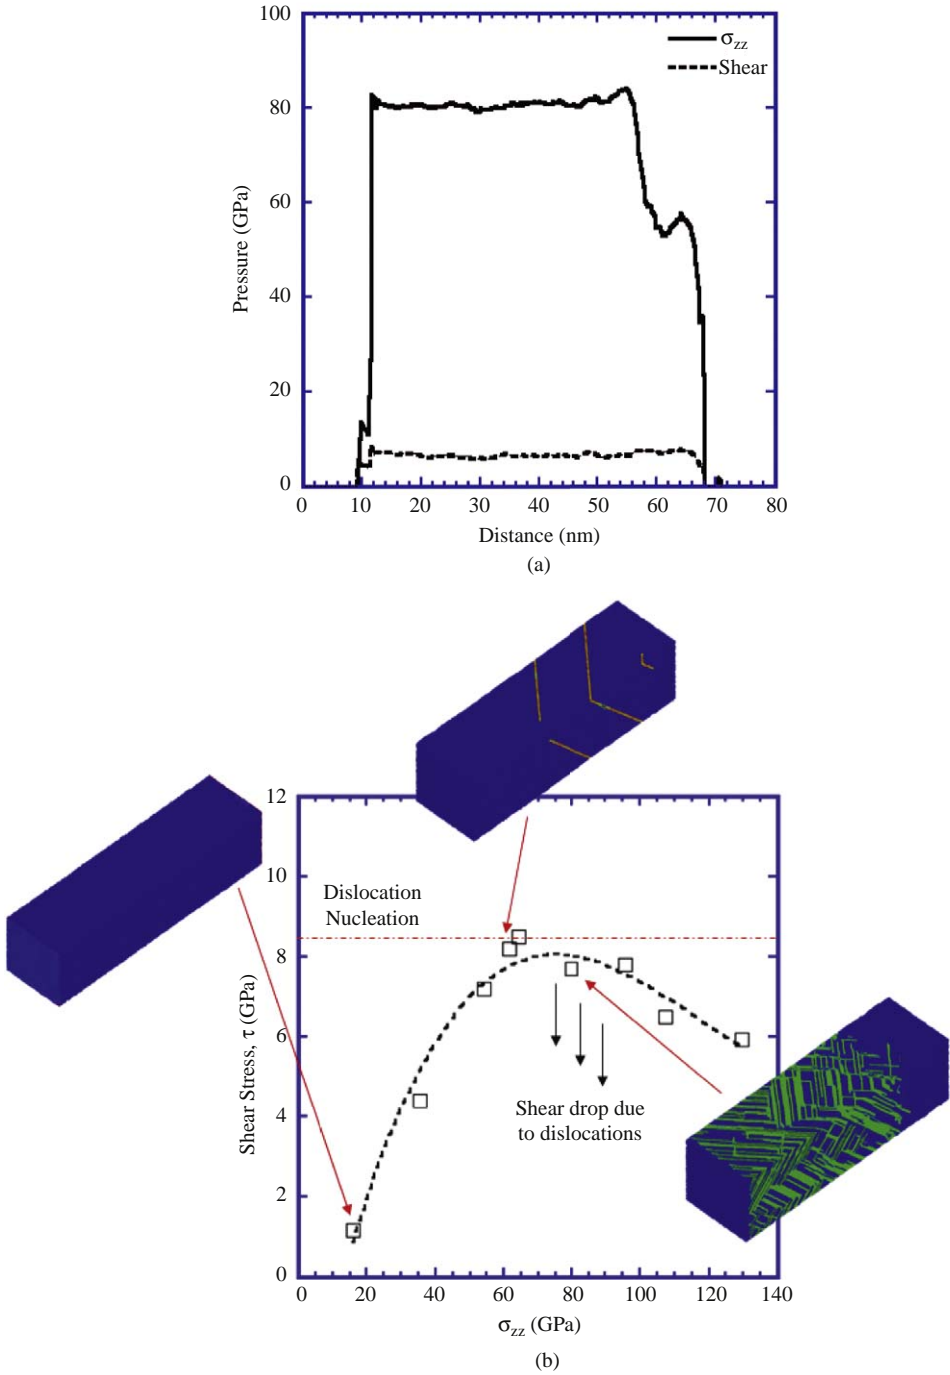 100
80
60
40
20
0
Pressure (GPa)
σzz
Shear
0 10 20 30 40 50 60 70 80
Distance (nm)
(a)
12
10
8
6
4
2
0
Shear Stress, τ (GPa)
Dislocation
Nucleation
Shear drop due
to dislocations
0 20 40 60 80 100 120 140
σzz (GPa)
(b)